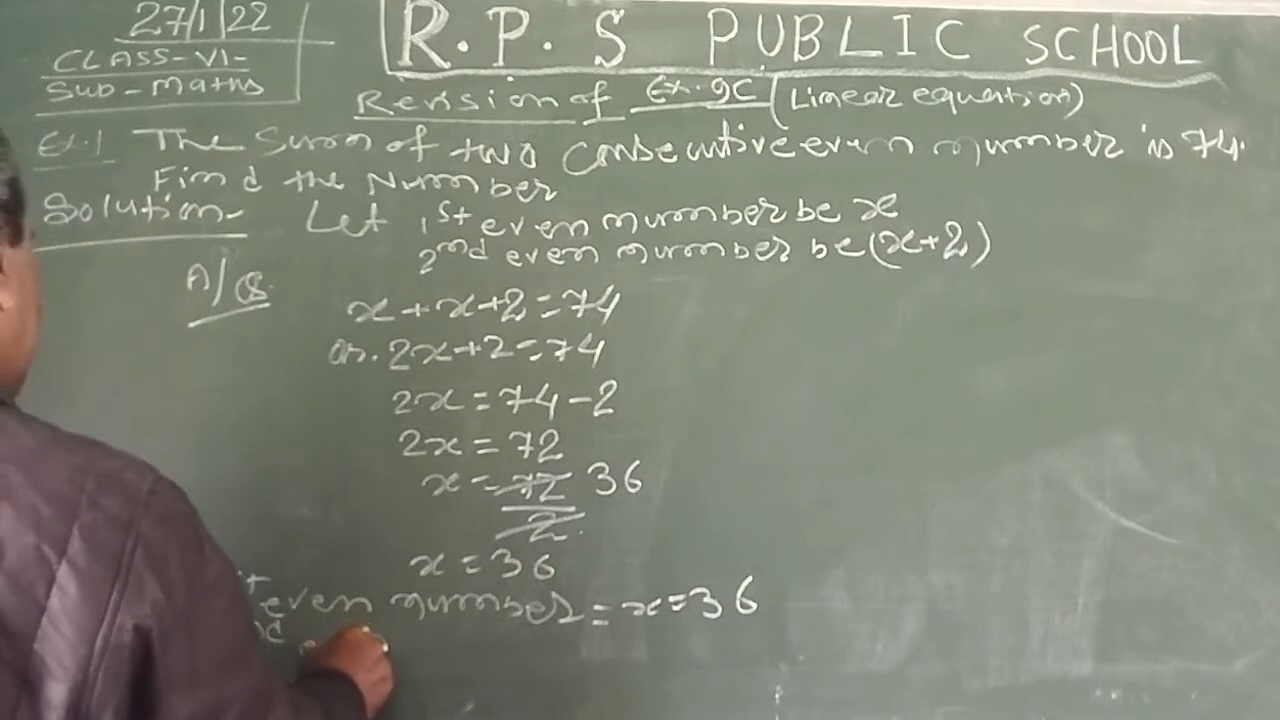 27/1/22
CLASS-VI-
Sub-maths
R.P.S PUBLIC SCHOOL
Revision of Ex.9C (Linear equation)
Ex.1 The Sum of two Consecutive even number is 74.
Find the Number
Solution- Let 1st even number be x
2nd even number be (x+2)
A/Q.
x+x+2=74
or. 2x+2=74
2x=74-2
2x=72
x=72/2 36
x=36
even number=x=36